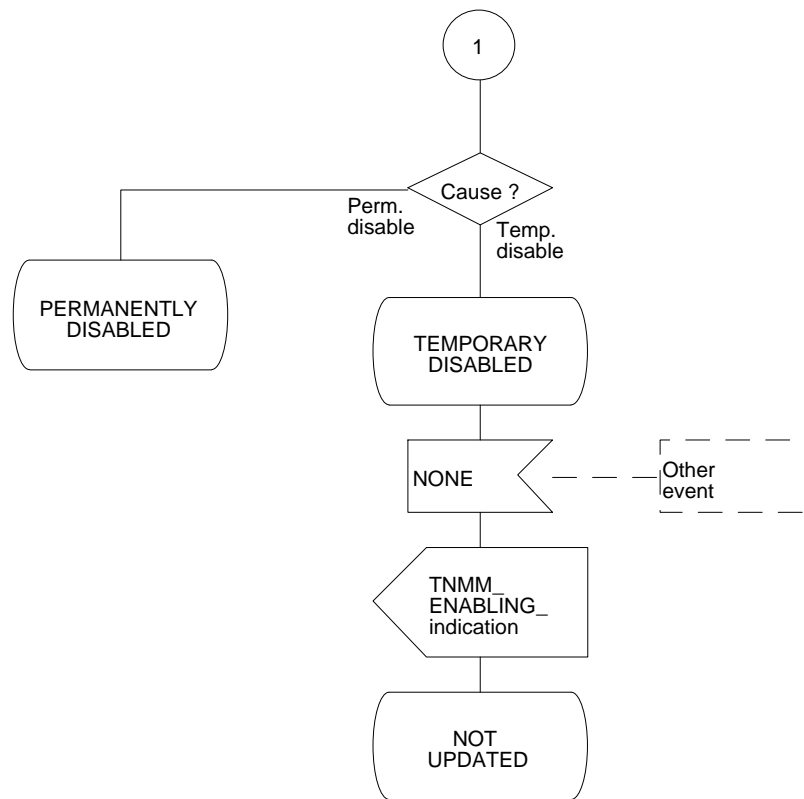 1
Cause ?
Perm.
disable
Temp.
disable
PERMANENTLY
DISABLED
TEMPORARY
DISABLED
NONE
Other
event
TNMM_
ENABLING_
indication
NOT
UPDATED